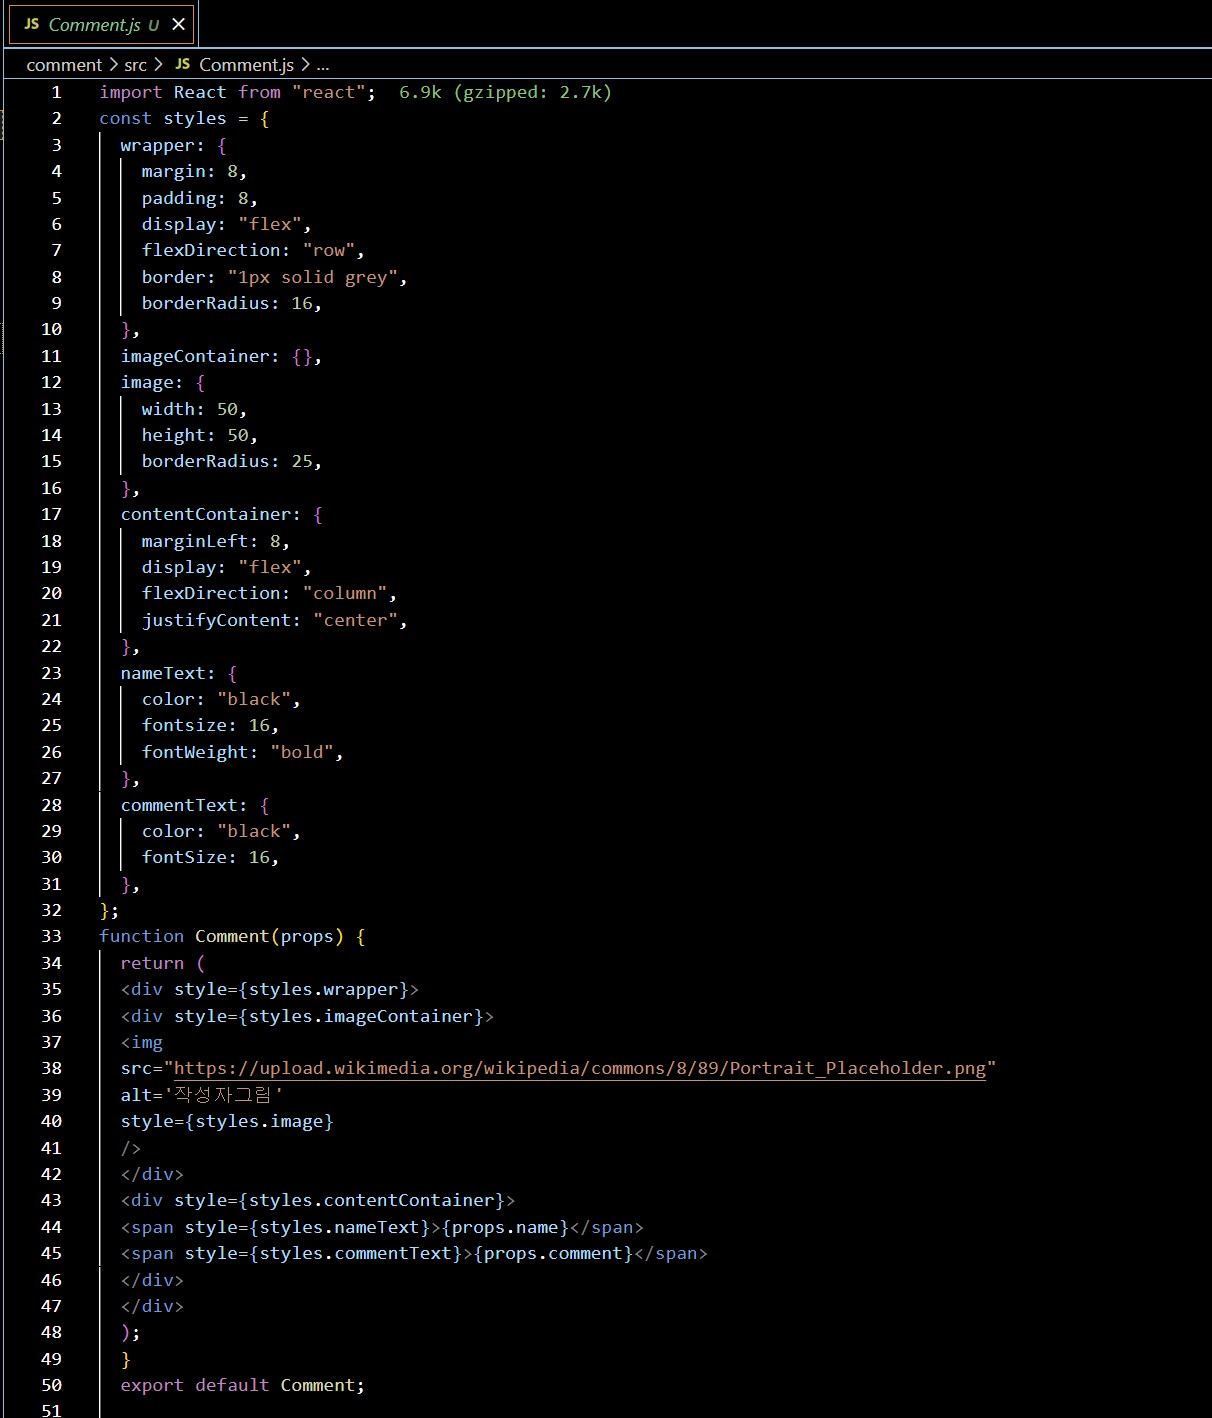 JS Comment.js U ×
comment > src > JS Comment.js > ...
1 import React from "react"; 6.9k (gzipped: 2.7k)
2 const styles = {
3 wrapper: {
4 margin: 8,
5 padding: 8,
6 display: "flex",
7 flexDirection: "row",
8 border: "1px solid grey",
9 borderRadius: 16,
10 },
11 imageContainer: {},
12 image: {
13 width: 50,
14 height: 50,
15 borderRadius: 25,
16 },
17 contentContainer: {
18 marginLeft: 8,
19 display: "flex",
20 flexDirection: "column",
21 justifyContent: "center",
22 },
23 nameText: {
24 color: "black",
25 fontsize: 16,
26 fontWeight: "bold",
27 },
28 commentText: {
29 color: "black",
30 fontSize: 16,
31 },
32 };
33 function Comment(props) {
34 return (
35 <div style={styles.wrapper}>
36 <div style={styles.imageContainer}>
37 <img
38 src="https://upload.wikimedia.org/wikipedia/commons/8/89/Portrait_Placeholder.png"
39 alt='작성자그림'
40 style={styles.image}
41 />
42 </div>
43 <div style={styles.contentContainer}>
44 <span style={styles.nameText}>{props.name}</span>
45 <span style={styles.commentText}>{props.comment}</span>
46 </div>
47 </div>
48 );
49 }
50 export default Comment;
51